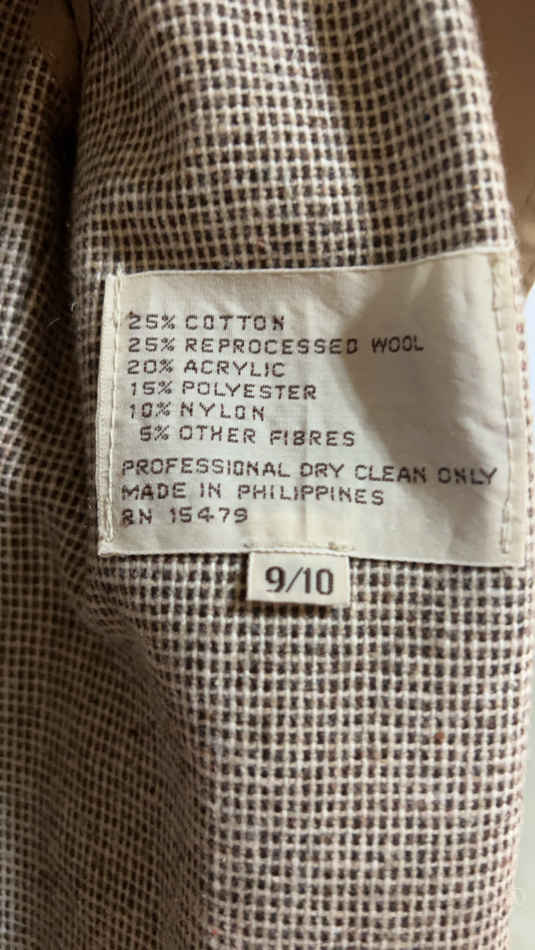 25% COTTON
25% REPROCESSED WOOL
20% ACRYLIC
15% POLYESTER
10% NYLON
5% OTHER FIBRES
PROFESSIONAL DRY CLEAN ONLY
MADE IN PHILIPPINES
RN 15479
9/10